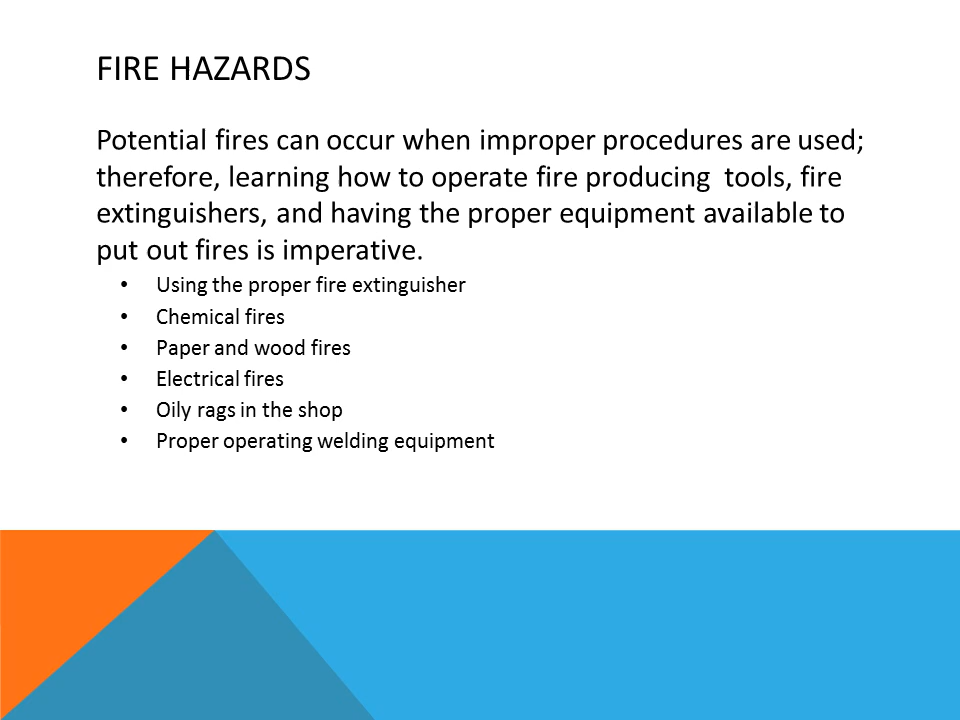 FIRE HAZARDS
Potential fires can occur when improper procedures are used;
therefore, learning how to operate fire producing  tools, fire
extinguishers, and having the proper equipment available to
put out fires is imperative.
• Using the proper fire extinguisher
• Chemical fires
• Paper and wood fires
• Electrical fires
• Oily rags in the shop
• Proper operating welding equipment